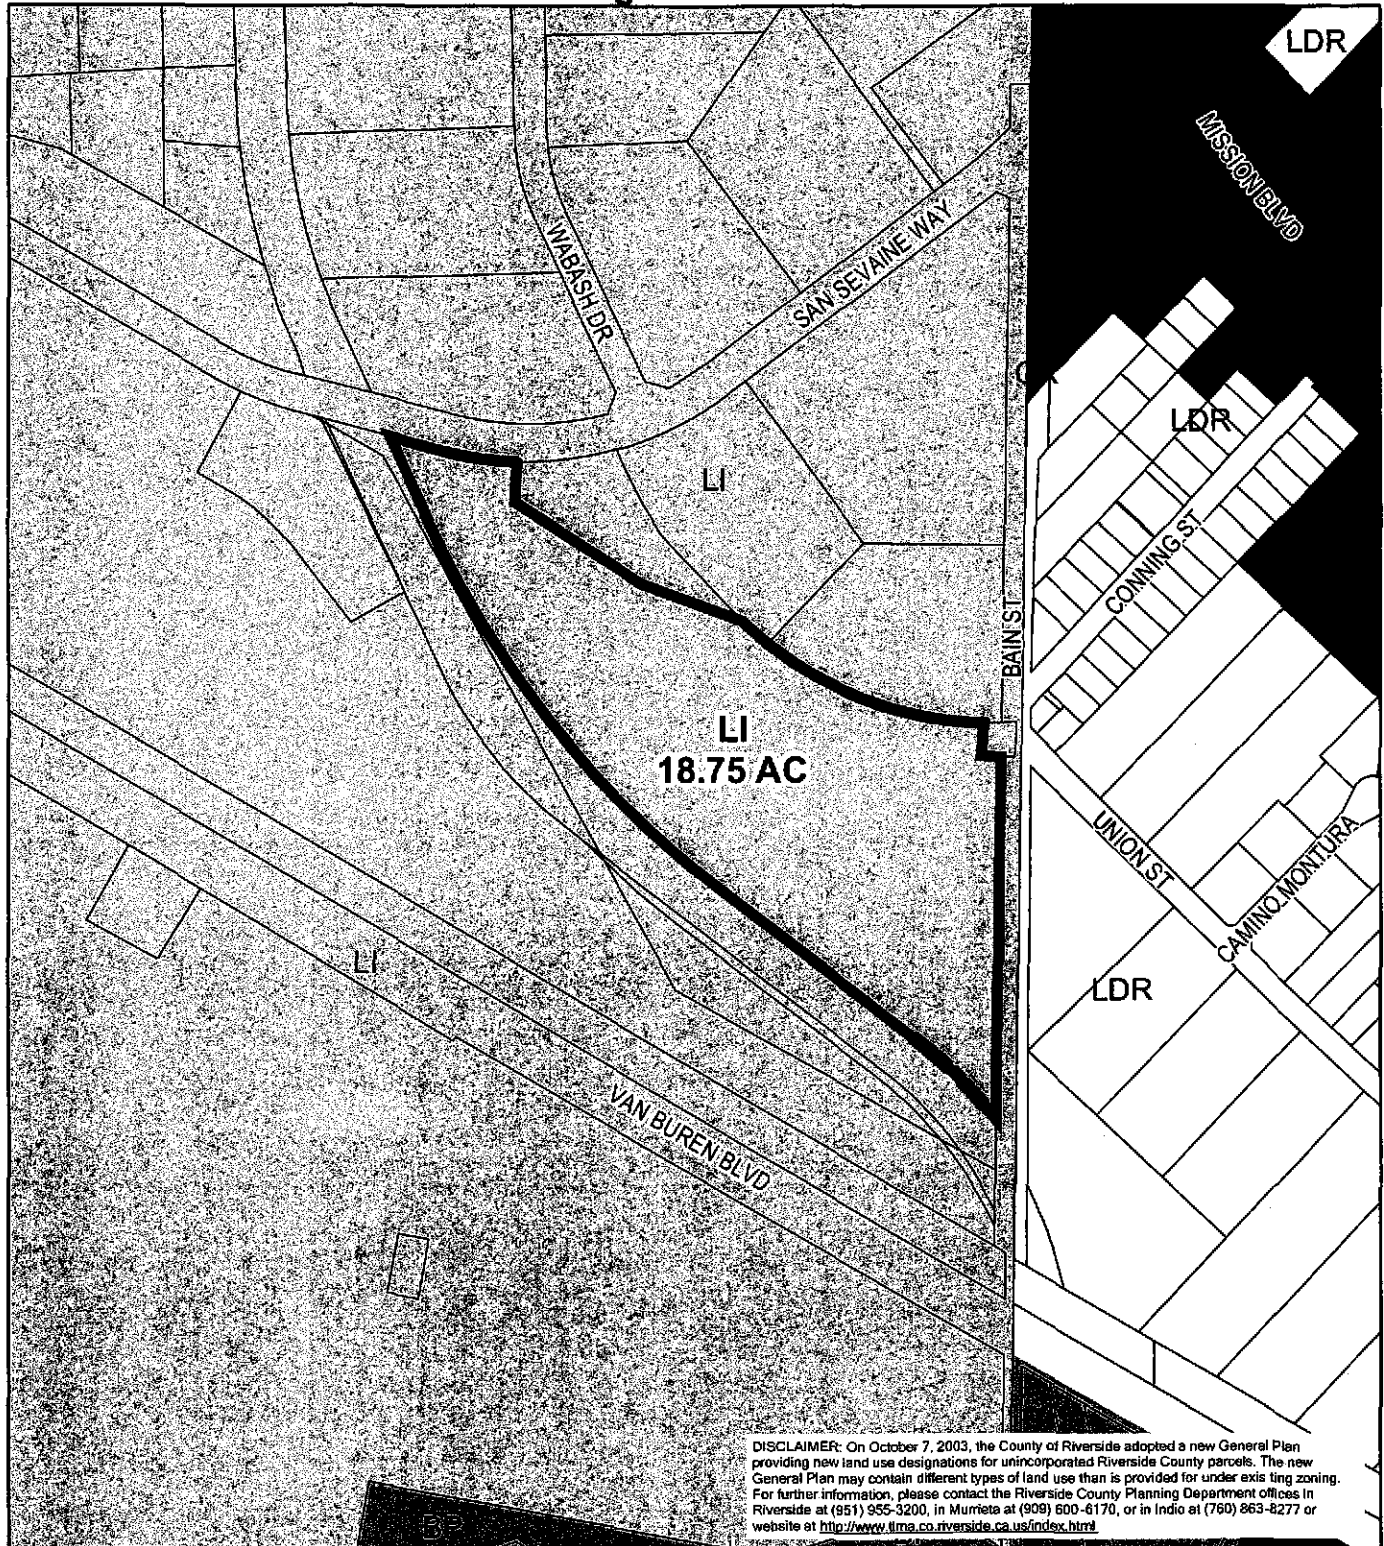 LDR
MISSION BLVD
WABASH DR
SAN SEVAINE WAY
LDR
LI
CONNING ST
BAIN ST
LI
18.75 AC
UNION ST
CAMINO MONTURA
LI
LDR
VAN BUREN BLVD
DISCLAIMER: On October 7, 2003, the County of Riverside adopted a new General Plan
providing new land use designations for unincorporated Riverside County parcels. The new
General Plan may contain different types of land use than is provided for under exis ting zoning.
For further information, please contact the Riverside County Planning Department offices in
Riverside at (951) 955-3200, in Murrieta at (909) 600-6170, or in Indio at (760) 863-8277 or
website at http://www.tlma.co.riverside.ca.us/index.html
BP